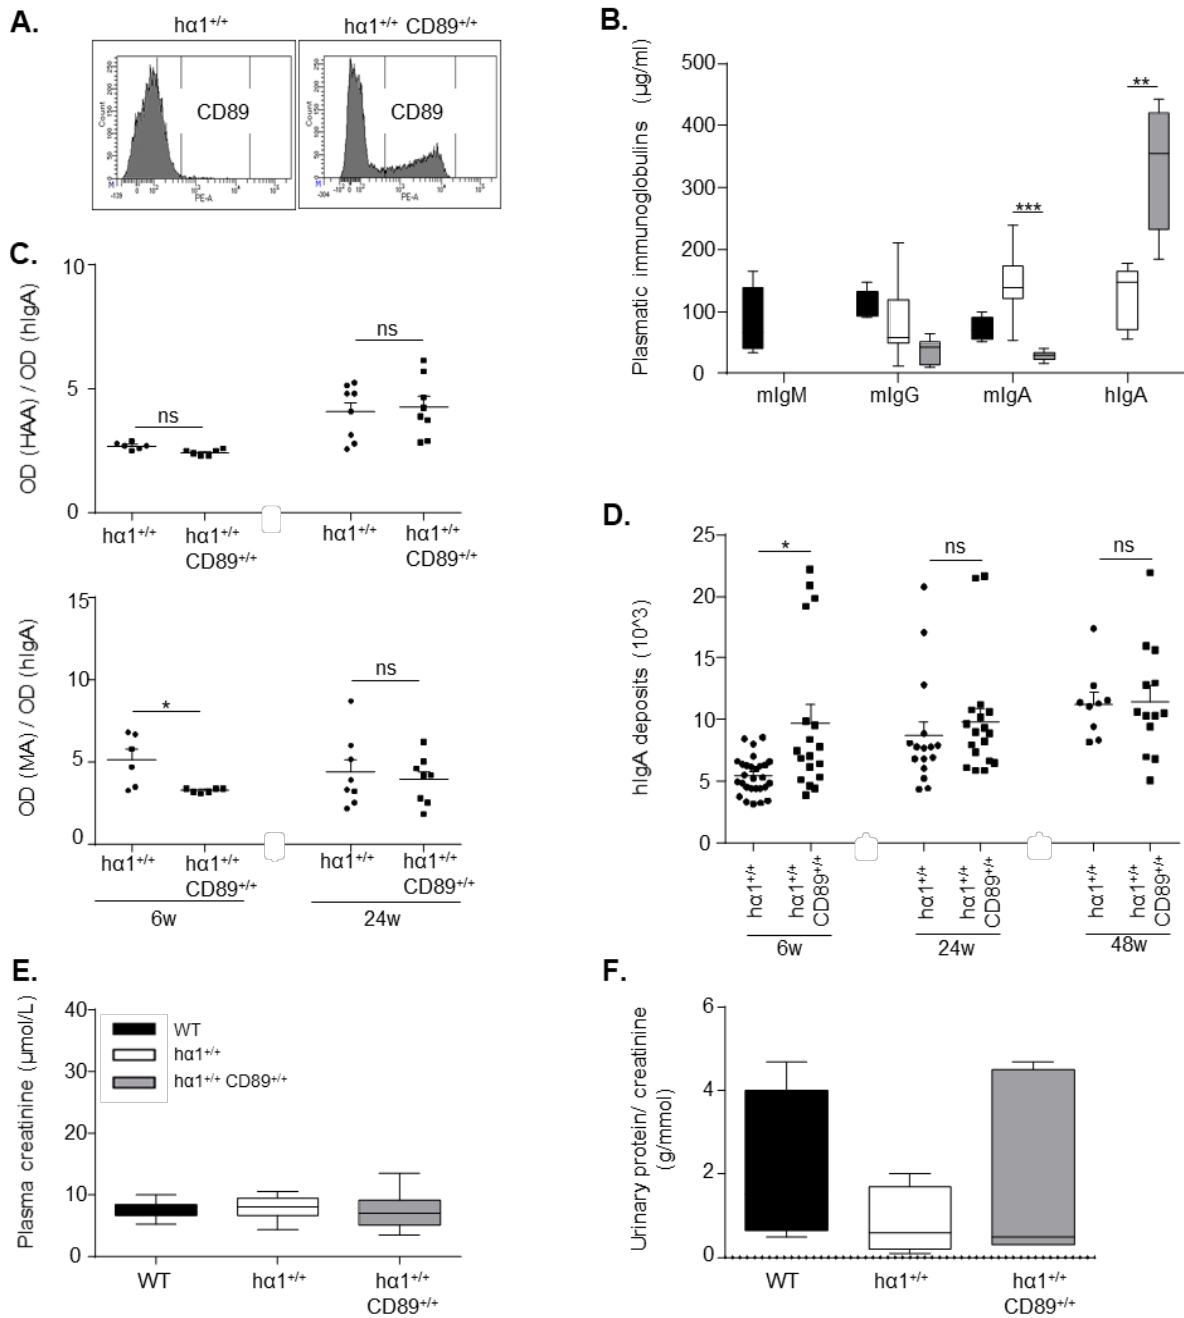 A.
hα1+/+
hα1+/+ CD89+/+
CD89
CD89
Count
Count
PE-A
PE-A
B.
Plasmatic immunoglobulins (µg/ml)
500
400
300
200
100
0
***
**
mIgM
mIgG
mIgA
hIgA
C.
OD (HAA) / OD (hIgA)
10
5
0
ns
ns
hα1+/+
hα1+/+
CD89+/+
hα1+/+
hα1+/+
CD89+/+
OD (MA) / OD (hIgA)
15
10
5
0
*
ns
hα1+/+
hα1+/+
CD89+/+
hα1+/+
hα1+/+
CD89+/+
6w
24w
D.
hIgA deposits (10^3)
25
20
15
10
5
0
*
ns
ns
hα1+/+
hα1+/+
CD89+/+
hα1+/+
hα1+/+
CD89+/+
hα1+/+
hα1+/+
CD89+/+
6w
24w
48w
E.
Plasma creatinine (µmol/L)
40
30
20
10
0
WT
hα1+/+
hα1+/+ CD89+/+
WT
hα1+/+
hα1+/+
CD89+/+
F.
Urinary protein/ creatinine
(g/mmol)
6
4
2
0
WT
hα1+/+
hα1+/+
CD89+/+